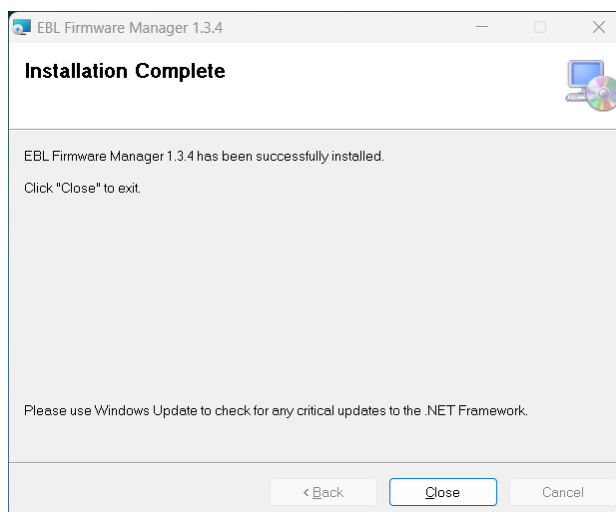 EBL Firmware Manager 1.3.4
Installation Complete
EBL Firmware Manager 1.3.4 has been successfully installed.
Click "Close" to exit.
Please use Windows Update to check for any critical updates to the .NET Framework.
< Back
Close
Cancel